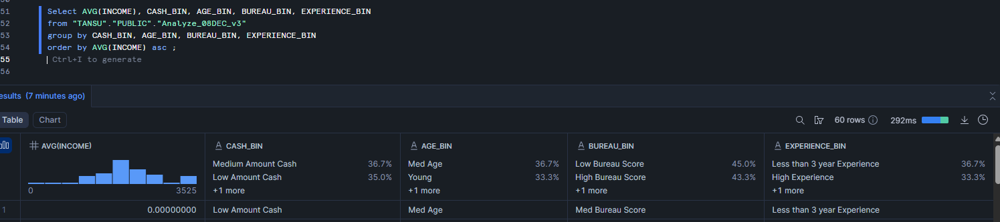 51 Select AVG(INCOME), CASH_BIN, AGE_BIN, BUREAU_BIN, EXPERIENCE_BIN
52 from "TANSU"."PUBLIC"."Analyze_08DEC_v3"
53 group by CASH_BIN, AGE_BIN, BUREAU_BIN, EXPERIENCE_BIN
54 order by AVG(INCOME) asc ;
55 Ctrl+I to generate
56
esults (7 minutes ago)
Table Chart 60 rows 292ms
# AVG(INCOME) A CASH_BIN A AGE_BIN A BUREAU_BIN A EXPERIENCE_BIN
Medium Amount Cash 36.7% Med Age 36.7% Low Bureau Score 45.0% Less than 3 year Experience 36.7%
Low Amount Cash 35.0% Young 33.3% High Bureau Score 43.3% High Experience 33.3%
0 3525 +1 more +1 more +1 more +1 more
1 0.00000000 Low Amount Cash Med Age Med Bureau Score Less than 3 year Experience